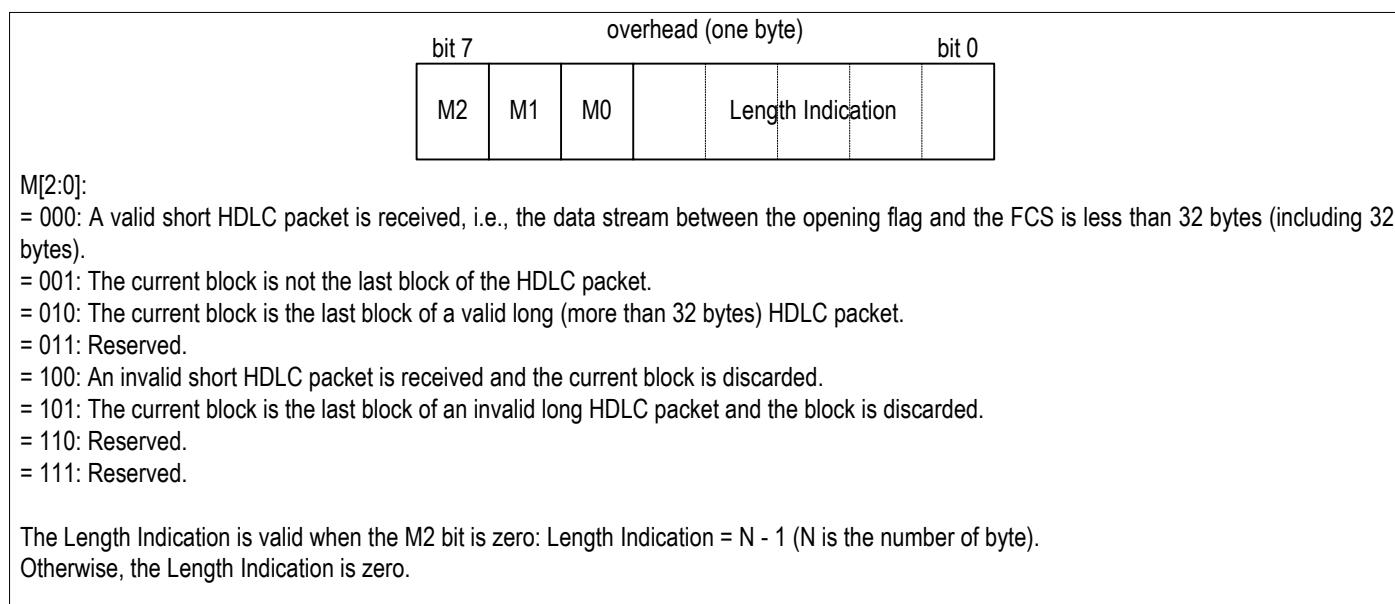 overhead (one byte)
bit 7 bit 0
M2 M1 M0 Length Indication
M[2:0]:
= 000: A valid short HDLC packet is received, i.e., the data stream between the opening flag and the FCS is less than 32 bytes (including 32
bytes).
= 001: The current block is not the last block of the HDLC packet.
= 010: The current block is the last block of a valid long (more than 32 bytes) HDLC packet.
= 011: Reserved.
= 100: An invalid short HDLC packet is received and the current block is discarded.
= 101: The current block is the last block of an invalid long HDLC packet and the block is discarded.
= 110: Reserved.
= 111: Reserved.
The Length Indication is valid when the M2 bit is zero: Length Indication = N - 1 (N is the number of byte).
Otherwise, the Length Indication is zero.